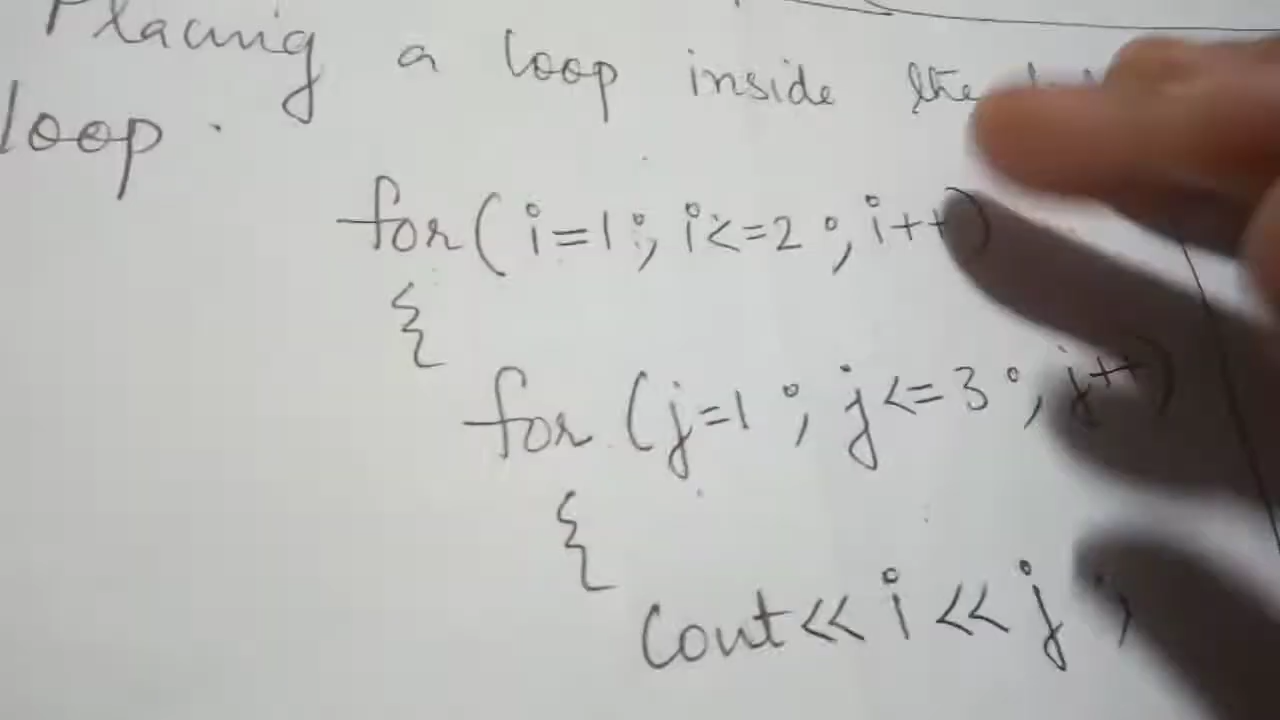 Placing a loop inside the
loop.
for( i=1; i<=2; i++)
{
for (j=1; j<=3; j++)
{
cout<< i << j ;